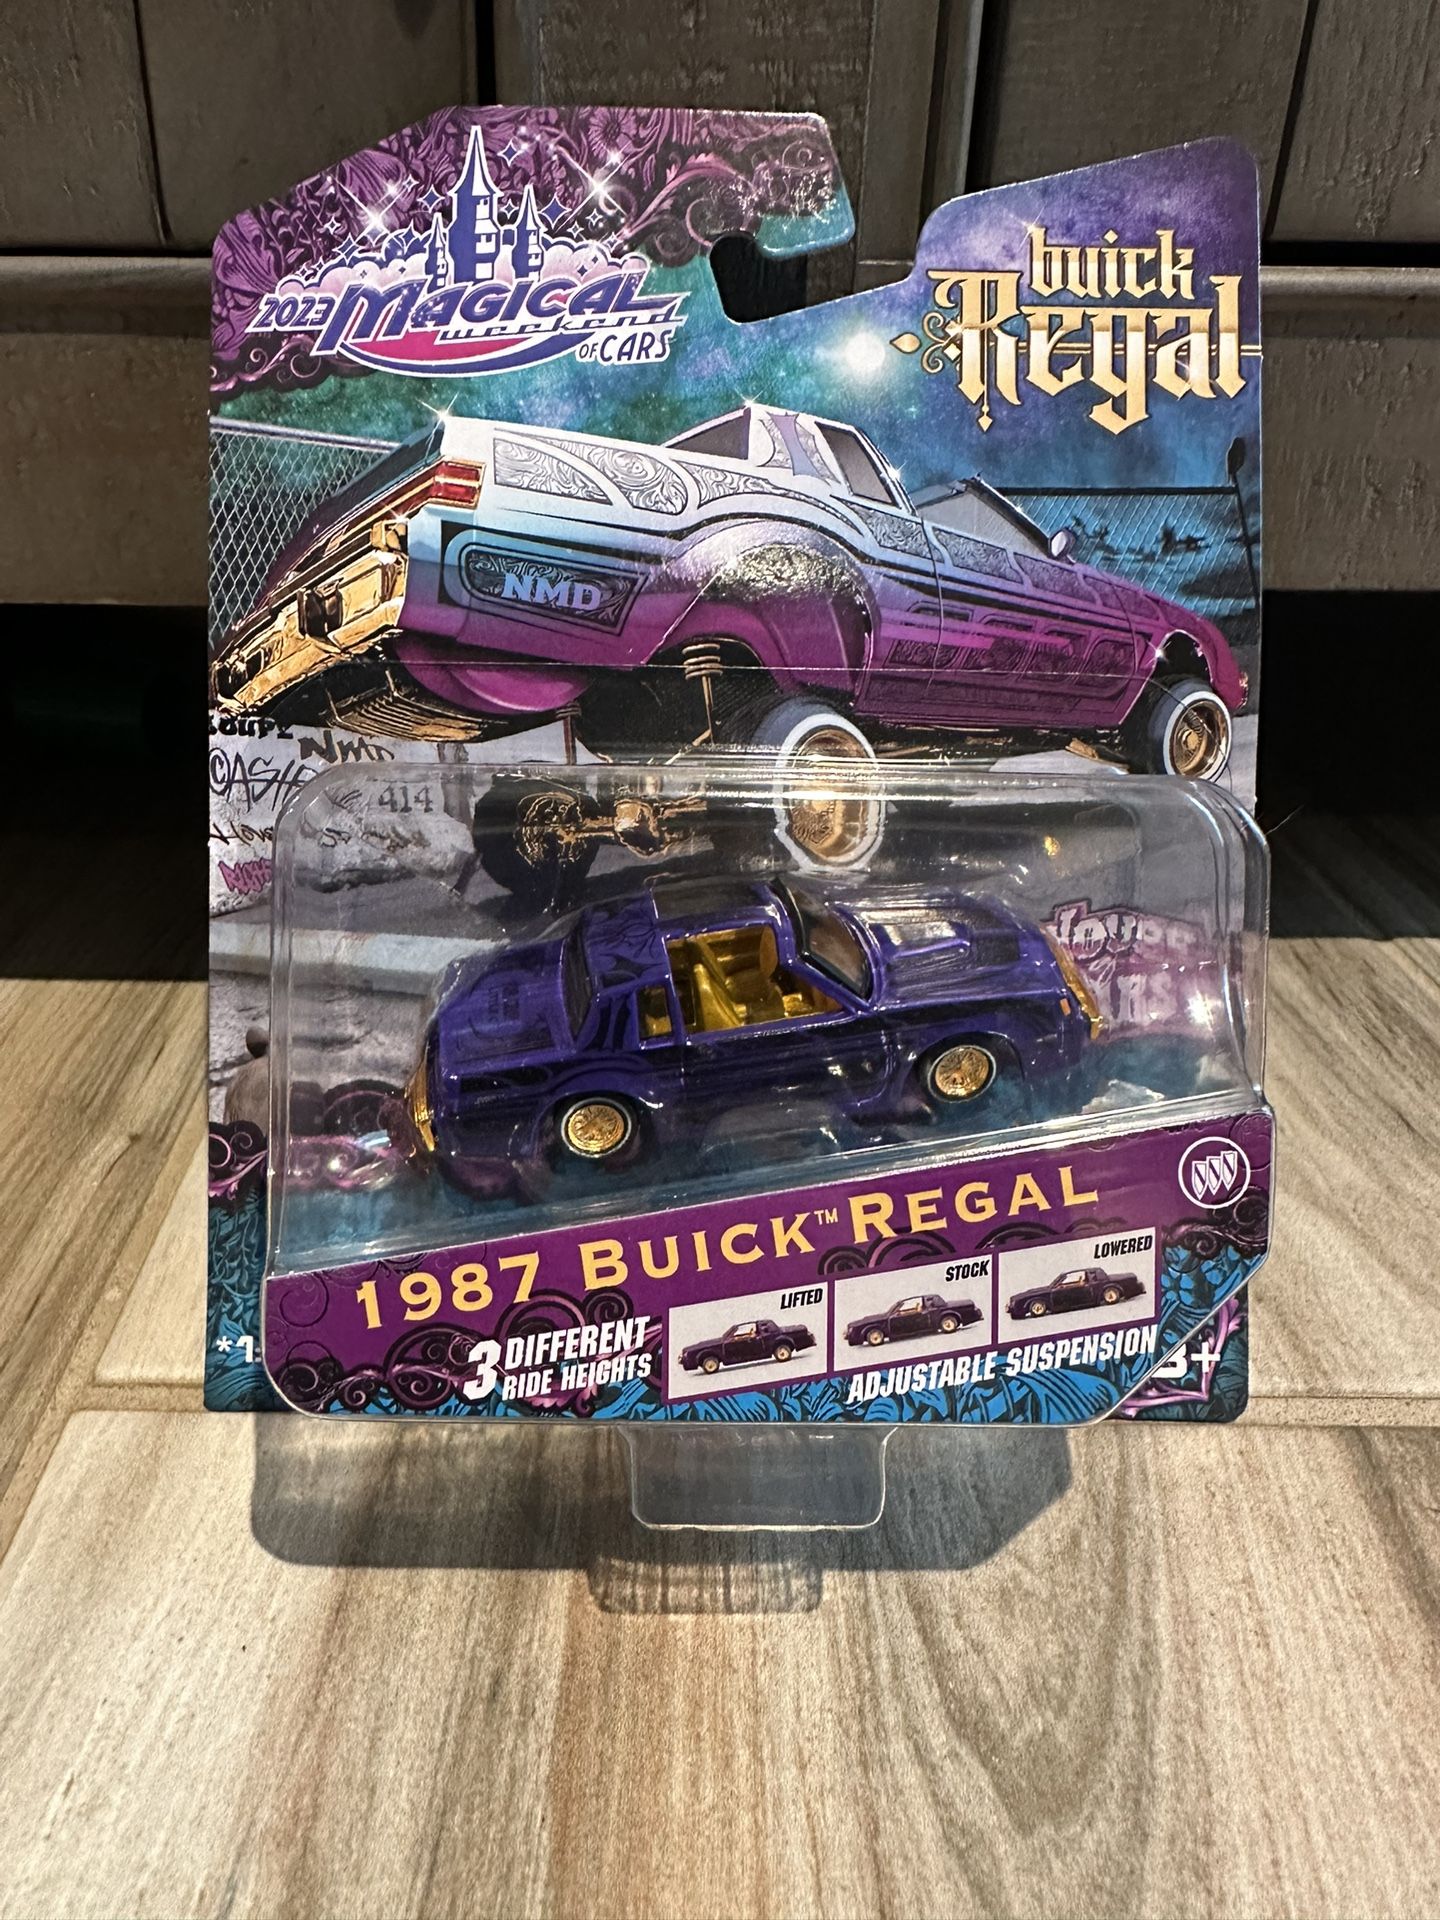 2023 MAGICAL
weekend
OF CARS
buick
Regal
NMD
NMD
414
1987 BUICK™ REGAL
3 DIFFERENT
RIDE HEIGHTS
LIFTED
STOCK
LOWERED
ADJUSTABLE SUSPENSION